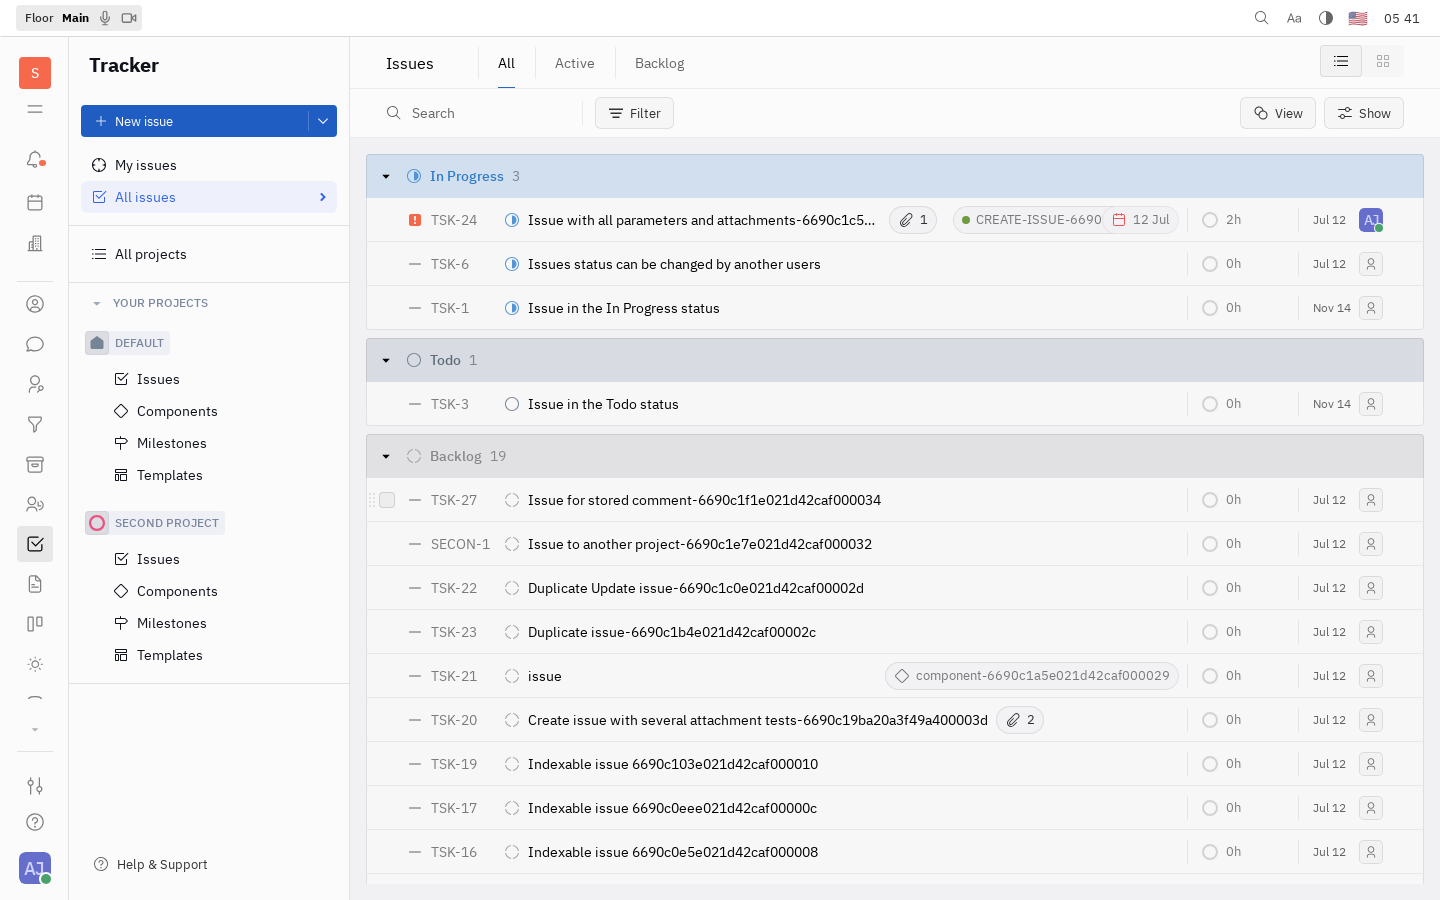 Floor Main
Aa
05 41
S
Tracker
New issue
My issues
All issues
All projects
YOUR PROJECTS
DEFAULT
Issues
Components
Milestones
Templates
SECOND PROJECT
Issues
Components
Milestones
Templates
Help & Support
AJ
Issues
All
Active
Backlog
Search
Filter
View
Show
In Progress 3
TSK-24 Issue with all parameters and attachments-6690c1c5... 1 CREATE-ISSUE-6690 12 Jul 2h Jul 12 AJ
TSK-6 Issues status can be changed by another users 0h Jul 12
TSK-1 Issue in the In Progress status 0h Nov 14
Todo 1
TSK-3 Issue in the Todo status 0h Nov 14
Backlog 19
TSK-27 Issue for stored comment-6690c1f1e021d42caf000034 0h Jul 12
SECON-1 Issue to another project-6690c1e7e021d42caf000032 0h Jul 12
TSK-22 Duplicate Update issue-6690c1c0e021d42caf00002d 0h Jul 12
TSK-23 Duplicate issue-6690c1b4e021d42caf00002c 0h Jul 12
TSK-21 issue component-6690c1a5e021d42caf000029 0h Jul 12
TSK-20 Create issue with several attachment tests-6690c19ba20a3f49a400003d 2 0h Jul 12
TSK-19 Indexable issue 6690c103e021d42caf000010 0h Jul 12
TSK-17 Indexable issue 6690c0eee021d42caf00000c 0h Jul 12
TSK-16 Indexable issue 6690c0e5e021d42caf000008 0h Jul 12